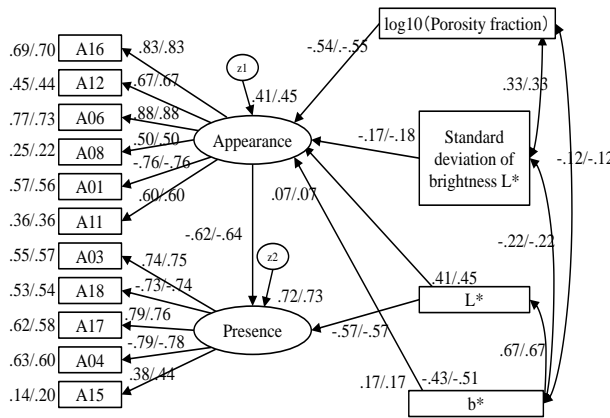 log10（Porosity fraction）
.69/.70 A16 .83/.83
-.54/-.55
z1
.45/.44 A12 .67/.67
.33/.33
.41/.45
.77/.73 A06 .88/.88
Appearance
-.17/-.18
Standard
deviation of
brightness L*
-.12/-.12
.25/.22 A08 .50/.50
.57/.56 A01 -.76/-.76
.36/.36 A11 .60/.60
.07/.07
-.62/-.64
-.22/-.22
.55/.57 A03 .74/.75
z2
.53/.54 A18 -.73/-.74
.72/.73
.41/.45
L*
.62/.58 A17 .79/.76
Presence
-.57/-.57
.63/.60 A04 -.79/-.78
.67/.67
.14/.20 A15 .38/.44
.17/.17
-.43/-.51
b*